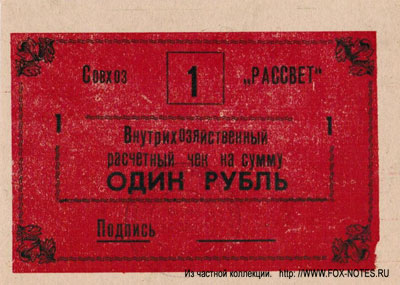 Совхоз 1 „РАССВЕТ"
1 1
Внутрихозяйственный
расчетный чек на сумму
ОДИН РУБЛЬ
Подпись
Из частной коллекции. http://WWW.FOX-NOTES.RU